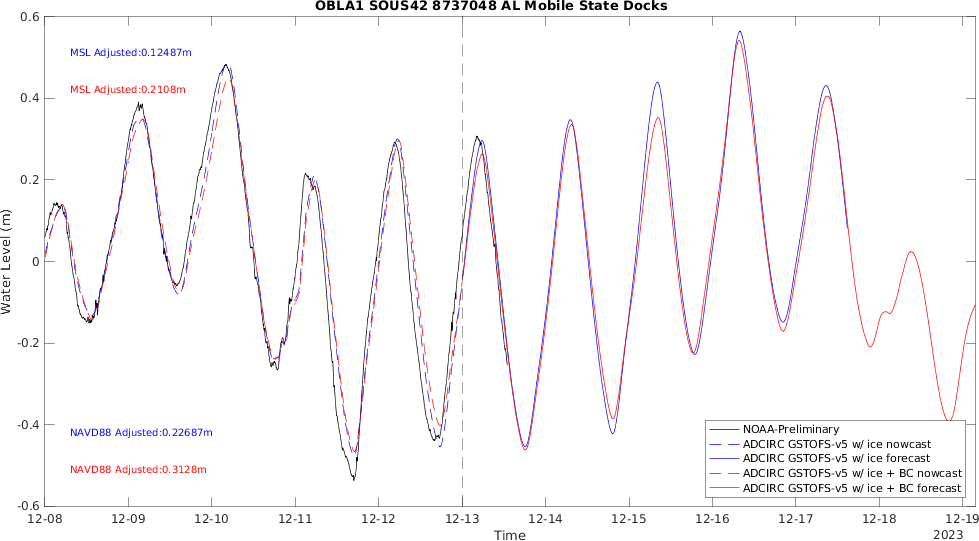 OBLA1 SOUS42 8737048 AL Mobile State Docks
0.6
0.4
0.2
0
-0.2
-0.4
-0.6
Water Level (m)
MSL Adjusted:0.12487m
MSL Adjusted:0.2108m
NAVD88 Adjusted:0.22687m
NAVD88 Adjusted:0.3128m
NOAA-Preliminary
ADCIRC GSTOFS-v5 w/ ice nowcast
ADCIRC GSTOFS-v5 w/ ice forecast
ADCIRC GSTOFS-v5 w/ ice + BC nowcast
ADCIRC GSTOFS-v5 w/ ice + BC forecast
12-08 12-09 12-10 12-11 12-12 12-13 12-14 12-15 12-16 12-17 12-18 12-19
Time
2023